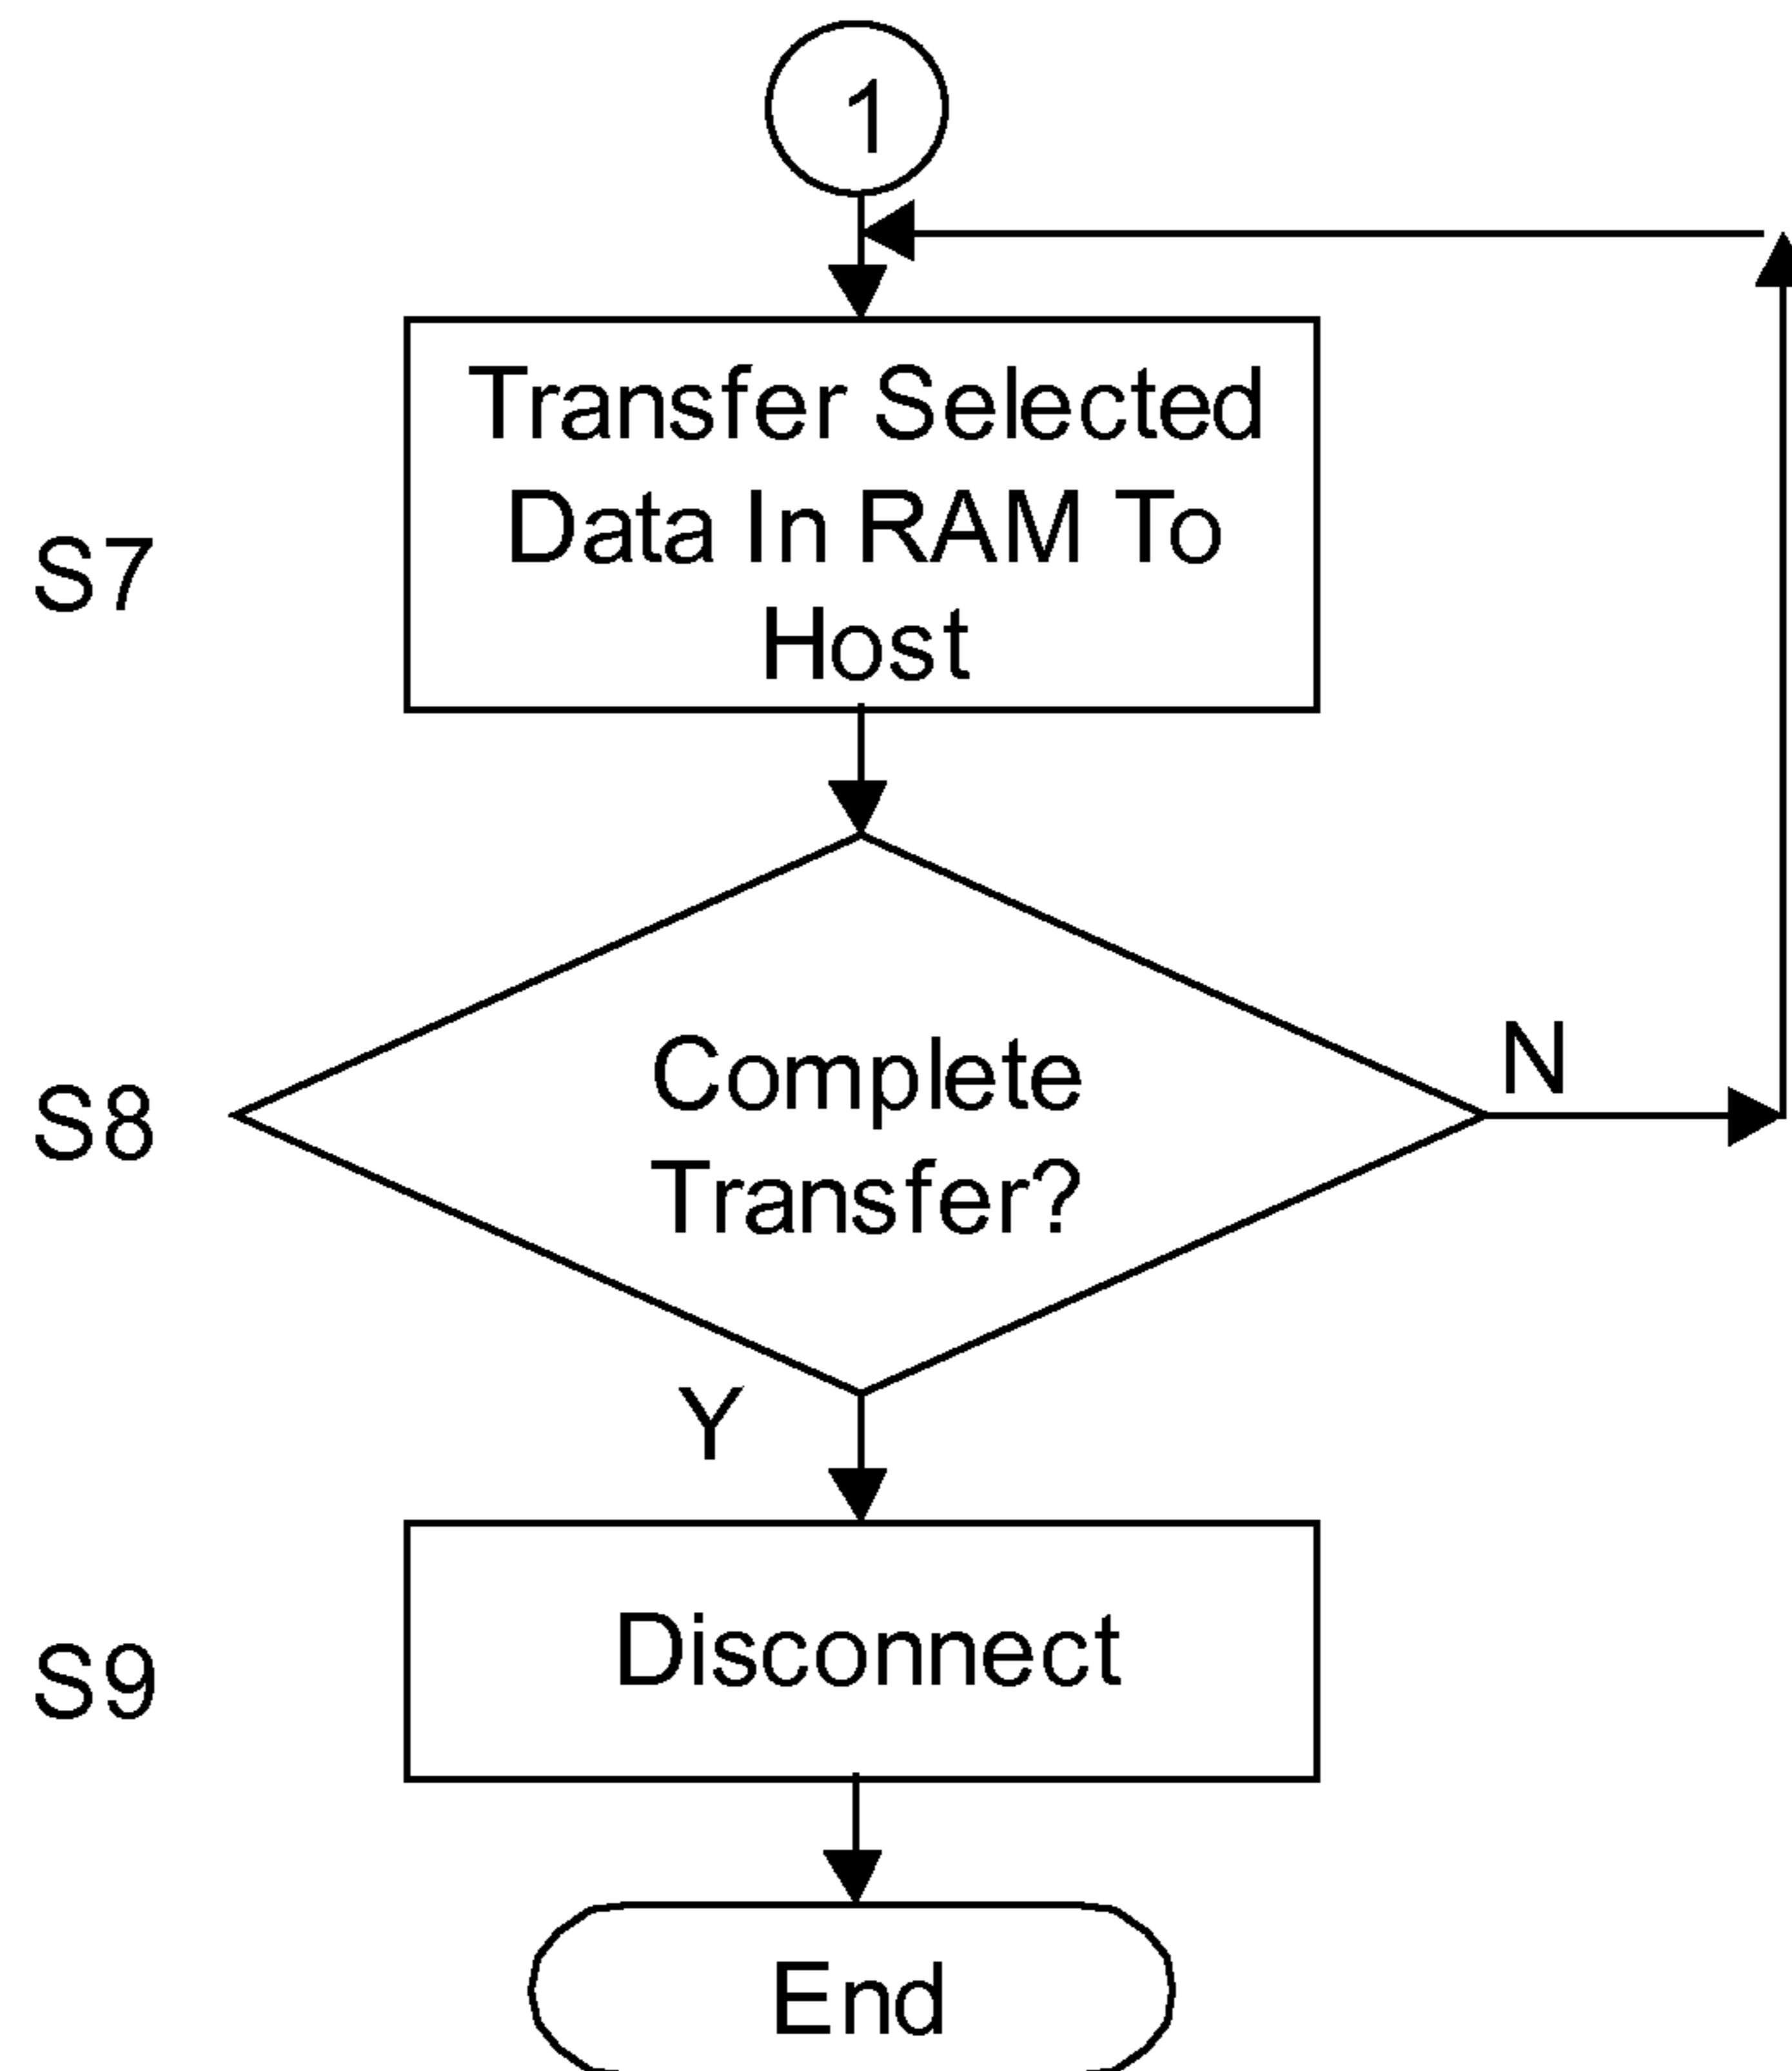 1
Transfer Selected
Data In RAM To
Host
S7
Complete
Transfer?
N
S8
Y
Disconnect
S9
End